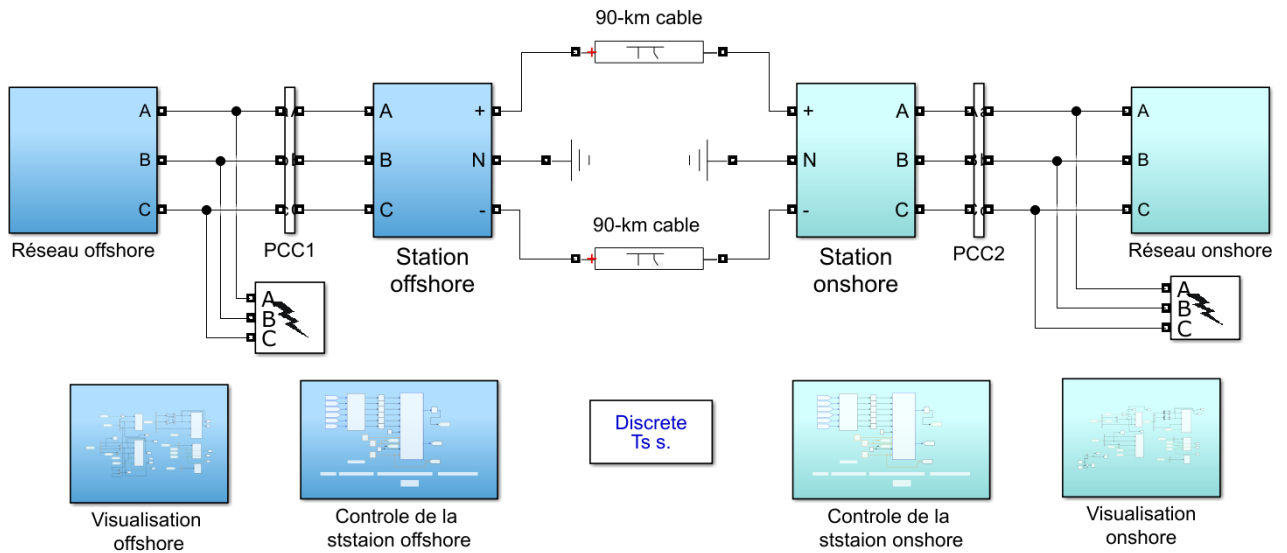 90-km cable
A
B
C
A
B
C
+
N
-
+
+
N
-
A
B
C
A
B
C
90-km cable
+
Réseau offshore
PCC1
Station
offshore
Station
onshore
PCC2
Réseau onshore
A
B
C
A
B
C
Discrete
Ts s.
Visualisation
offshore
Controle de la
ststaion offshore
Controle de la
ststaion onshore
Visualisation
onshore